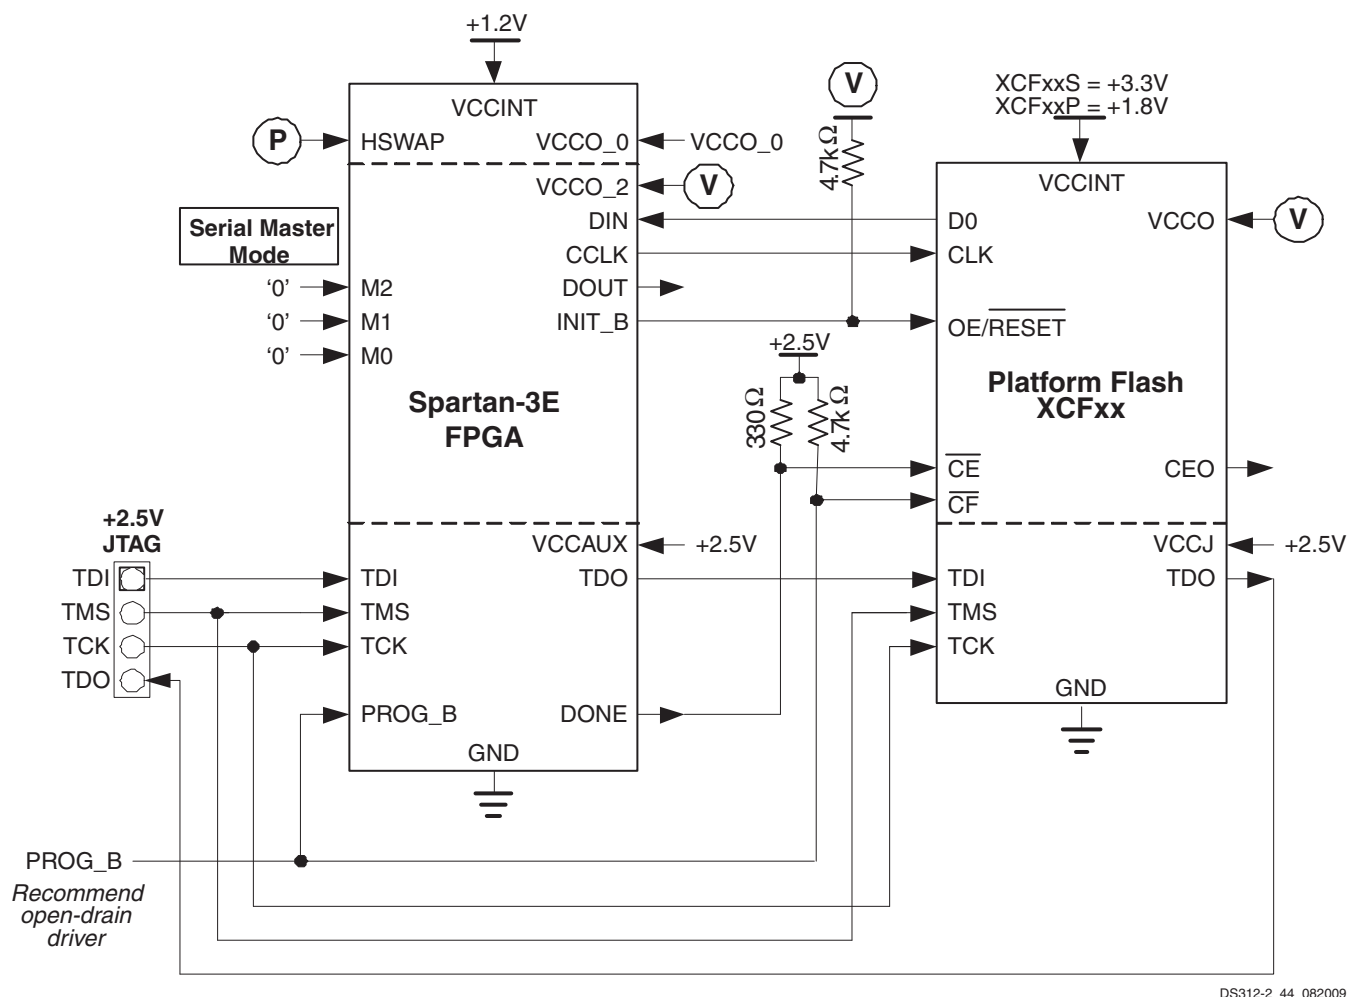 +1.2V
V
XCFxxS = +3.3V
XCFxxP = +1.8V
VCCINT
P
HSWAP
VCCO_0
VCCO_0
4.7kΩ
VCCINT
VCCO_2
V
Serial Master
Mode
DIN
D0
VCCO
V
CCLK
CLK
'0'
M2
DOUT
'0'
M1
INIT_B
OE/RESET
'0'
M0
+2.5V
Spartan-3E
FPGA
330Ω
4.7kΩ
Platform Flash
XCFxx
CE
CEO
CF
+2.5V
JTAG
VCCAUX
+2.5V
VCCJ
+2.5V
TDI
TDI
TDO
TDI
TDO
TMS
TMS
TMS
TCK
TCK
TCK
TDO
GND
PROG_B
DONE
GND
PROG_B
Recommend
open-drain
driver
DS312-2_44_082009